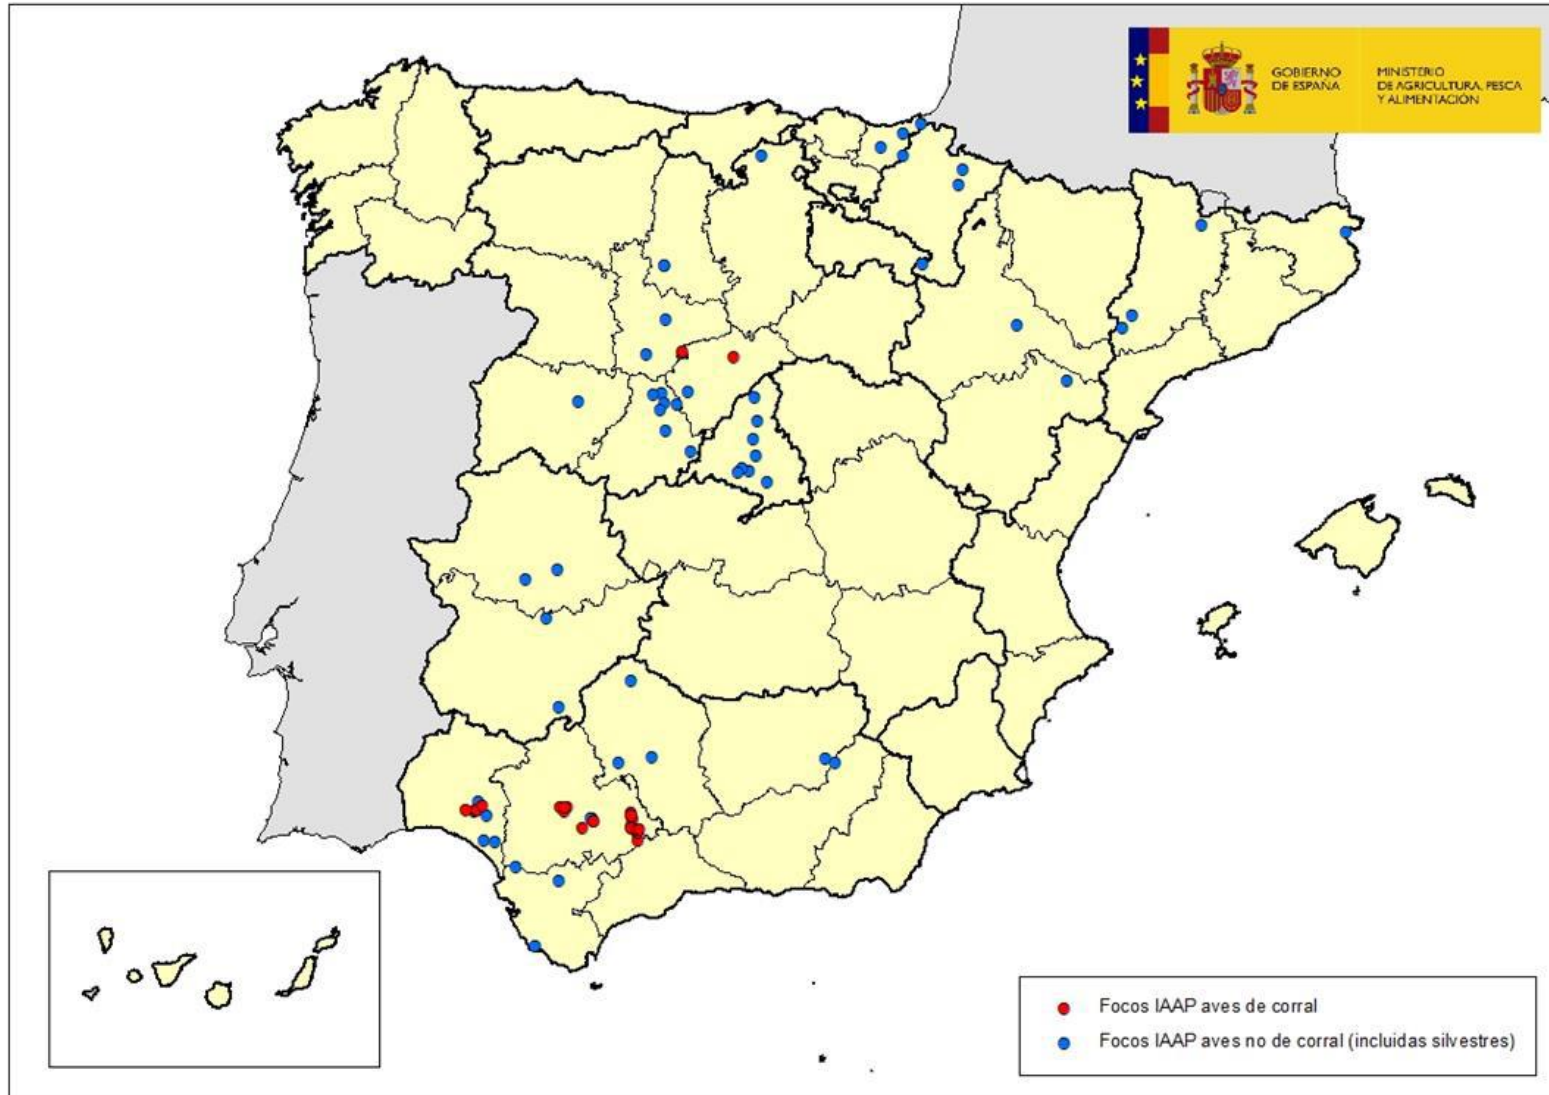 GOBIERNO
DE ESPAÑA
MINISTERIO
DE AGRICULTURA, PESCA
Y ALIMENTACIÓN
Focos IAAP aves de corral
Focos IAAP aves no de corral (incluidas silvestres)